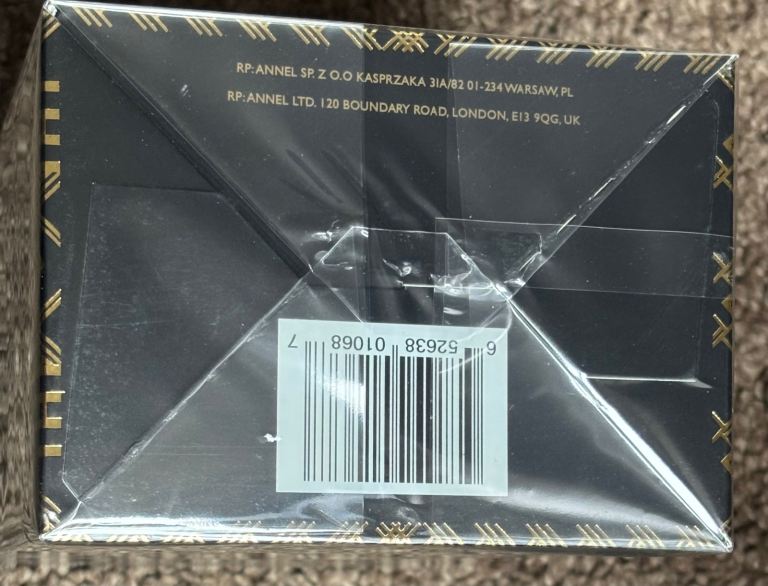 RP: ANNEL SP. Z O.O KASPRZAKA 31A/82 01-234 WARSAW, PL
RP: ANNEL LTD. 120 BOUNDARY ROAD, LONDON, E13 9QG, UK
6 52638 01068 7